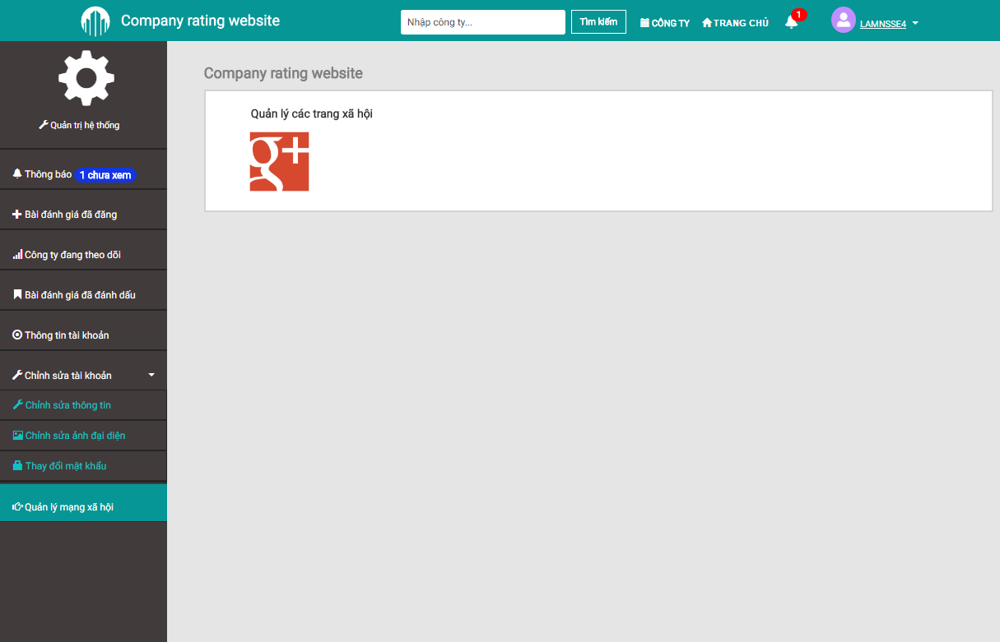 Company rating website
Nhập công ty...
Tìm kiếm
CÔNG TY
TRANG CHỦ
1
LAMNSSE4
Quản trị hệ thống
Thông báo 1 chưa xem
Bài đánh giá đã đăng
Công ty đang theo dõi
Bài đánh giá đã đánh dấu
Thông tin tài khoản
Chỉnh sửa tài khoản
Chỉnh sửa thông tin
Chỉnh sửa ảnh đại diện
Thay đổi mật khẩu
Quản lý mạng xã hội
Company rating website
Quản lý các trang xã hội
g+